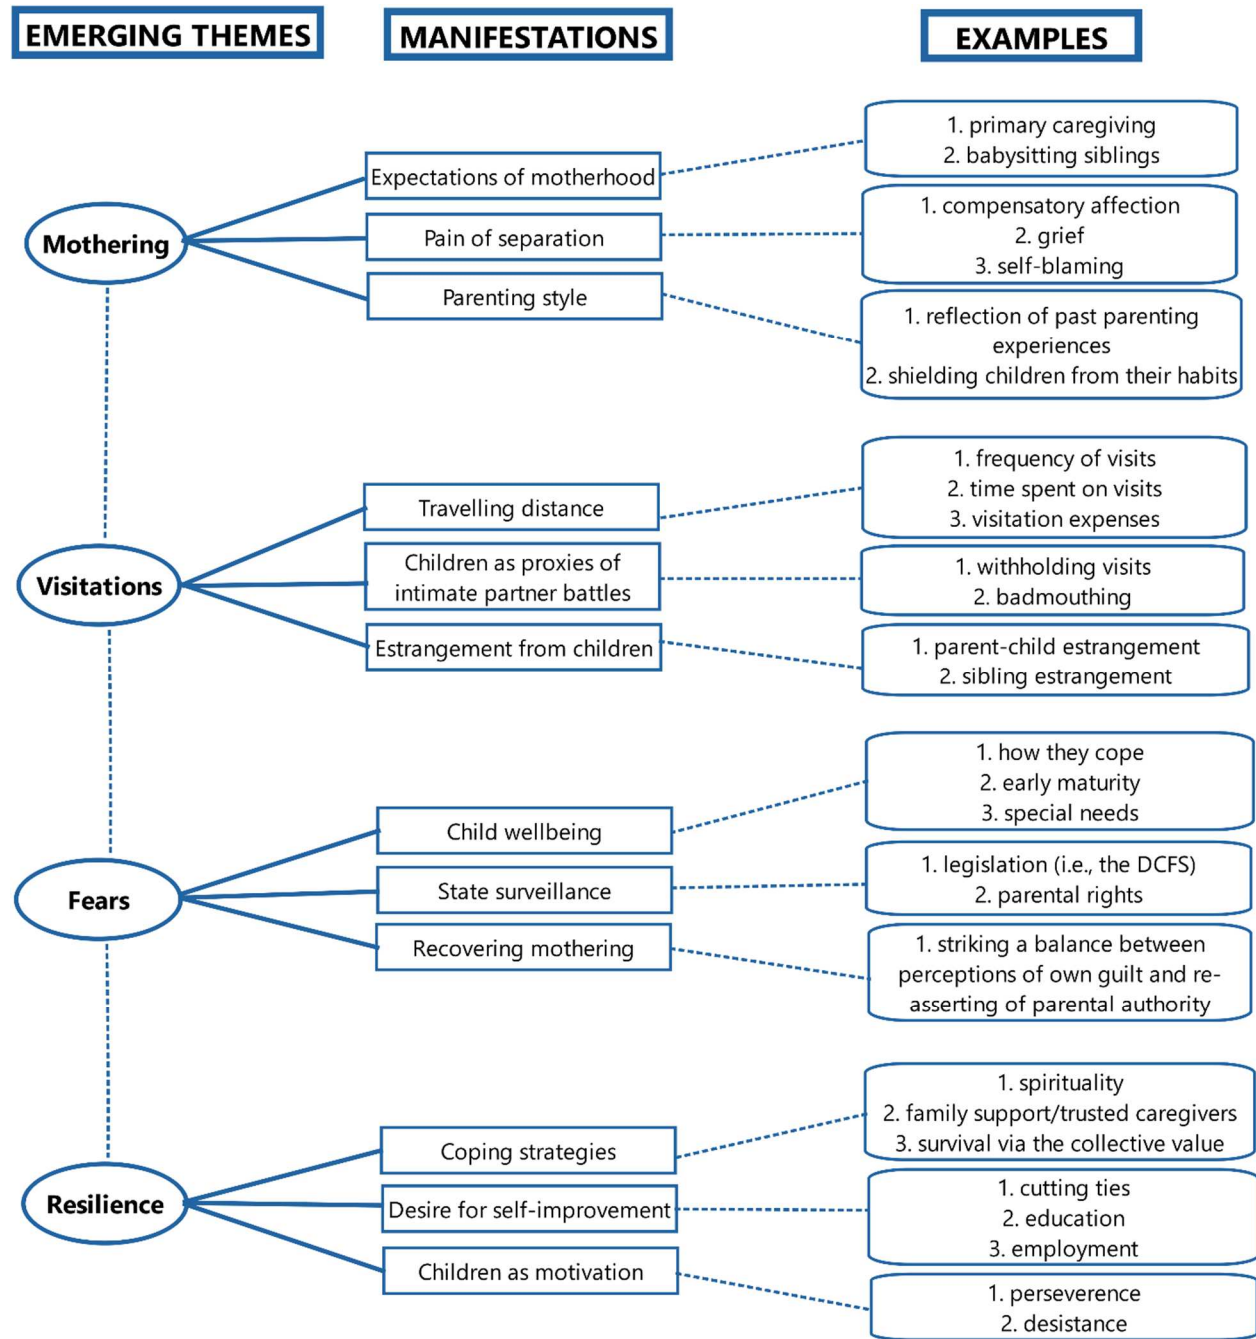 EMERGING THEMES
MANIFESTATIONS
EXAMPLES
Mothering
Expectations of motherhood
1. primary caregiving
2. babysitting siblings
Pain of separation
1. compensatory affection
2. grief
3. self-blaming
Parenting style
1. reflection of past parenting
experiences
2. shielding children from their habits
Visitations
Travelling distance
1. frequency of visits
2. time spent on visits
3. visitation expenses
Children as proxies of
intimate partner battles
1. withholding visits
2. badmouthing
Estrangement from children
1. parent-child estrangement
2. sibling estrangement
Fears
Child wellbeing
1. how they cope
2. early maturity
3. special needs
State surveillance
1. legislation (i.e., the DCFS)
2. parental rights
Recovering mothering
1. striking a balance between
perceptions of own guilt and re-
asserting of parental authority
Resilience
Coping strategies
1. spirituality
2. family support/trusted caregivers
3. survival via the collective value
Desire for self-improvement
1. cutting ties
2. education
3. employment
Children as motivation
1. perseverence
2. desistance